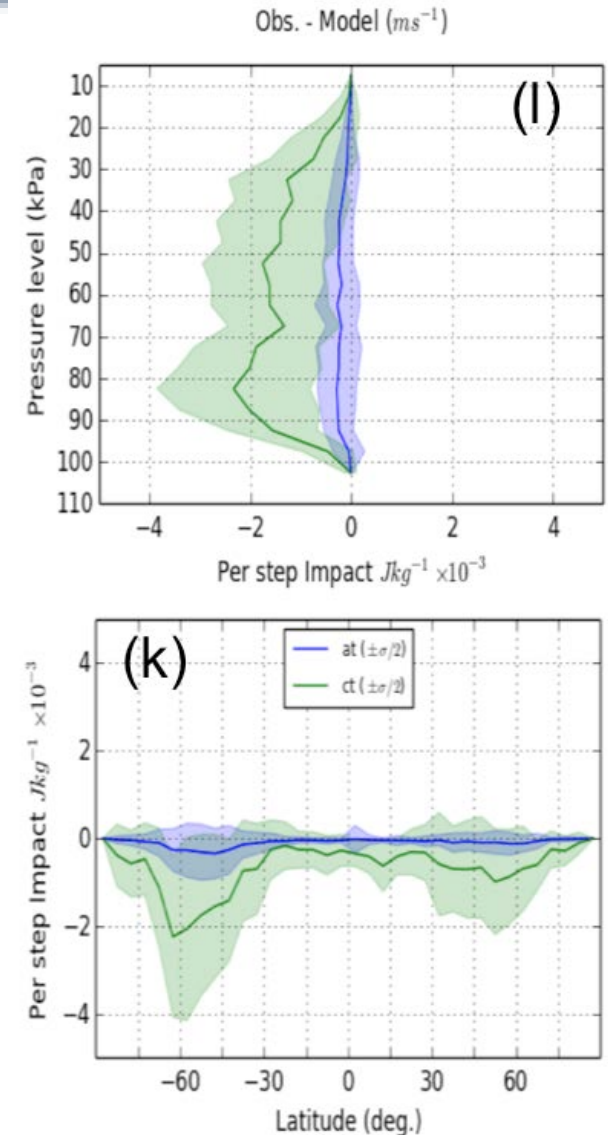 Obs. - Model (ms⁻¹)
(l)
Pressure level (kPa)
10
20
30
40
50
60
70
80
90
100
110
−4 −2 0 2 4
Per step Impact Jkg⁻¹ ×10⁻³
(k)
at (±σ/2)
ct (±σ/2)
Per step Impact Jkg⁻¹ ×10⁻³
4
2
0
−2
−4
−60 −30 0 30 60
Latitude (deg.)